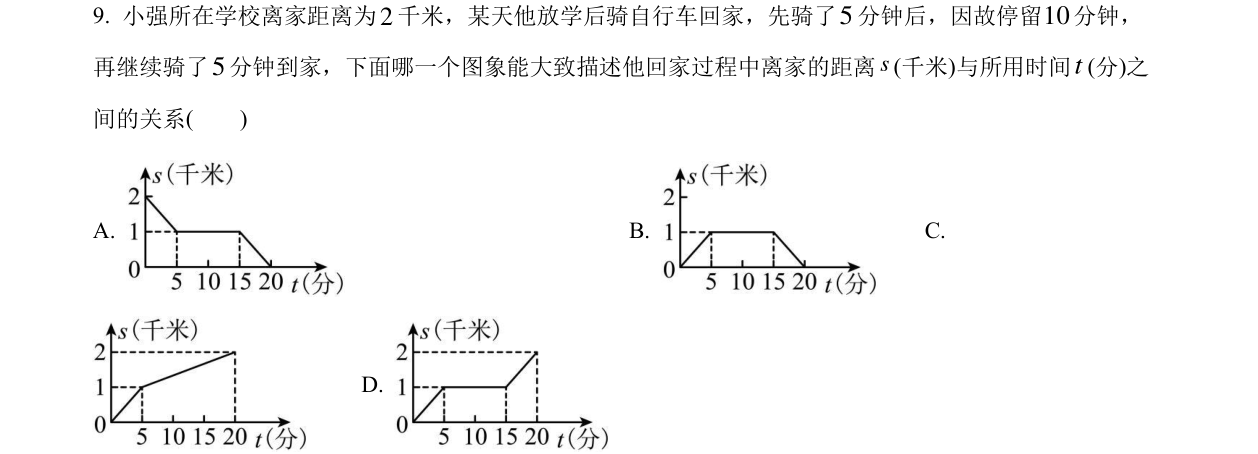 9. 小强所在学校离家距离为2千米，某天他放学后骑自行车回家，先骑了5分钟后，因故停留10分钟，
再继续骑了5分钟到家，下面哪一个图象能大致描述他回家过程中离家的距离s(千米)与所用时间t(分)之
间的关系(　　)
s(千米)
2
A. 1
0
5 10 15 20 t(分)
s(千米)
2
B. 1
0
5 10 15 20 t(分)
C.
s(千米)
2
1
0
5 10 15 20 t(分)
s(千米)
2
D. 1
0
5 10 15 20 t(分)